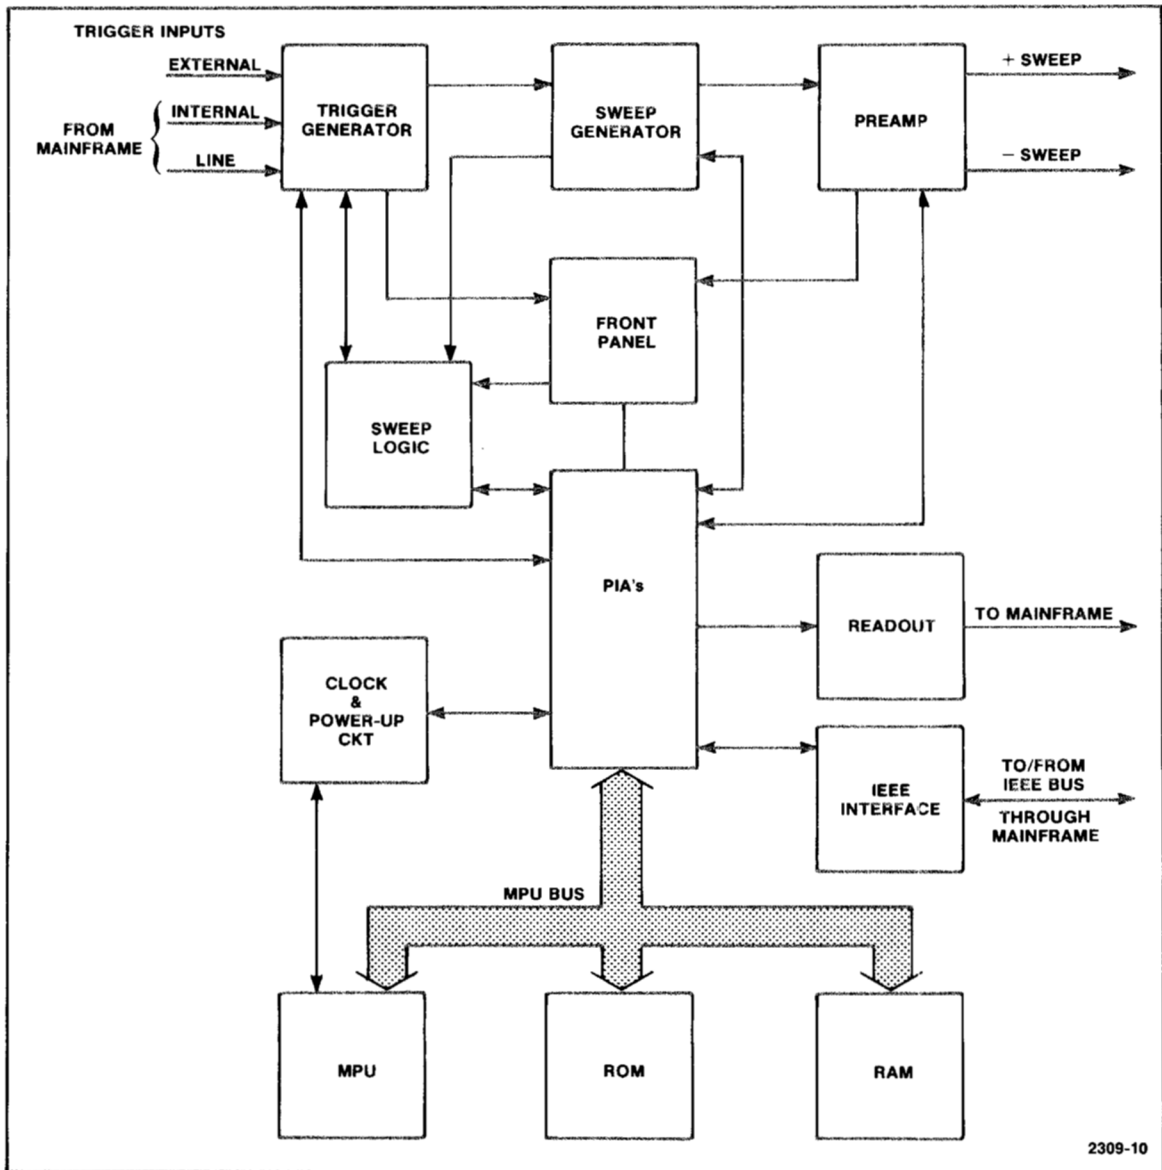 TRIGGER INPUTS
EXTERNAL
INTERNAL
FROM
MAINFRAME
LINE
TRIGGER
GENERATOR
SWEEP
GENERATOR
PREAMP
+ SWEEP
− SWEEP
FRONT
PANEL
SWEEP
LOGIC
PIA's
READOUT
TO MAINFRAME
CLOCK
&
POWER-UP
CKT
IEEE
INTERFACE
TO/FROM
IEEE BUS
THROUGH
MAINFRAME
MPU BUS
MPU
ROM
RAM
2309-10